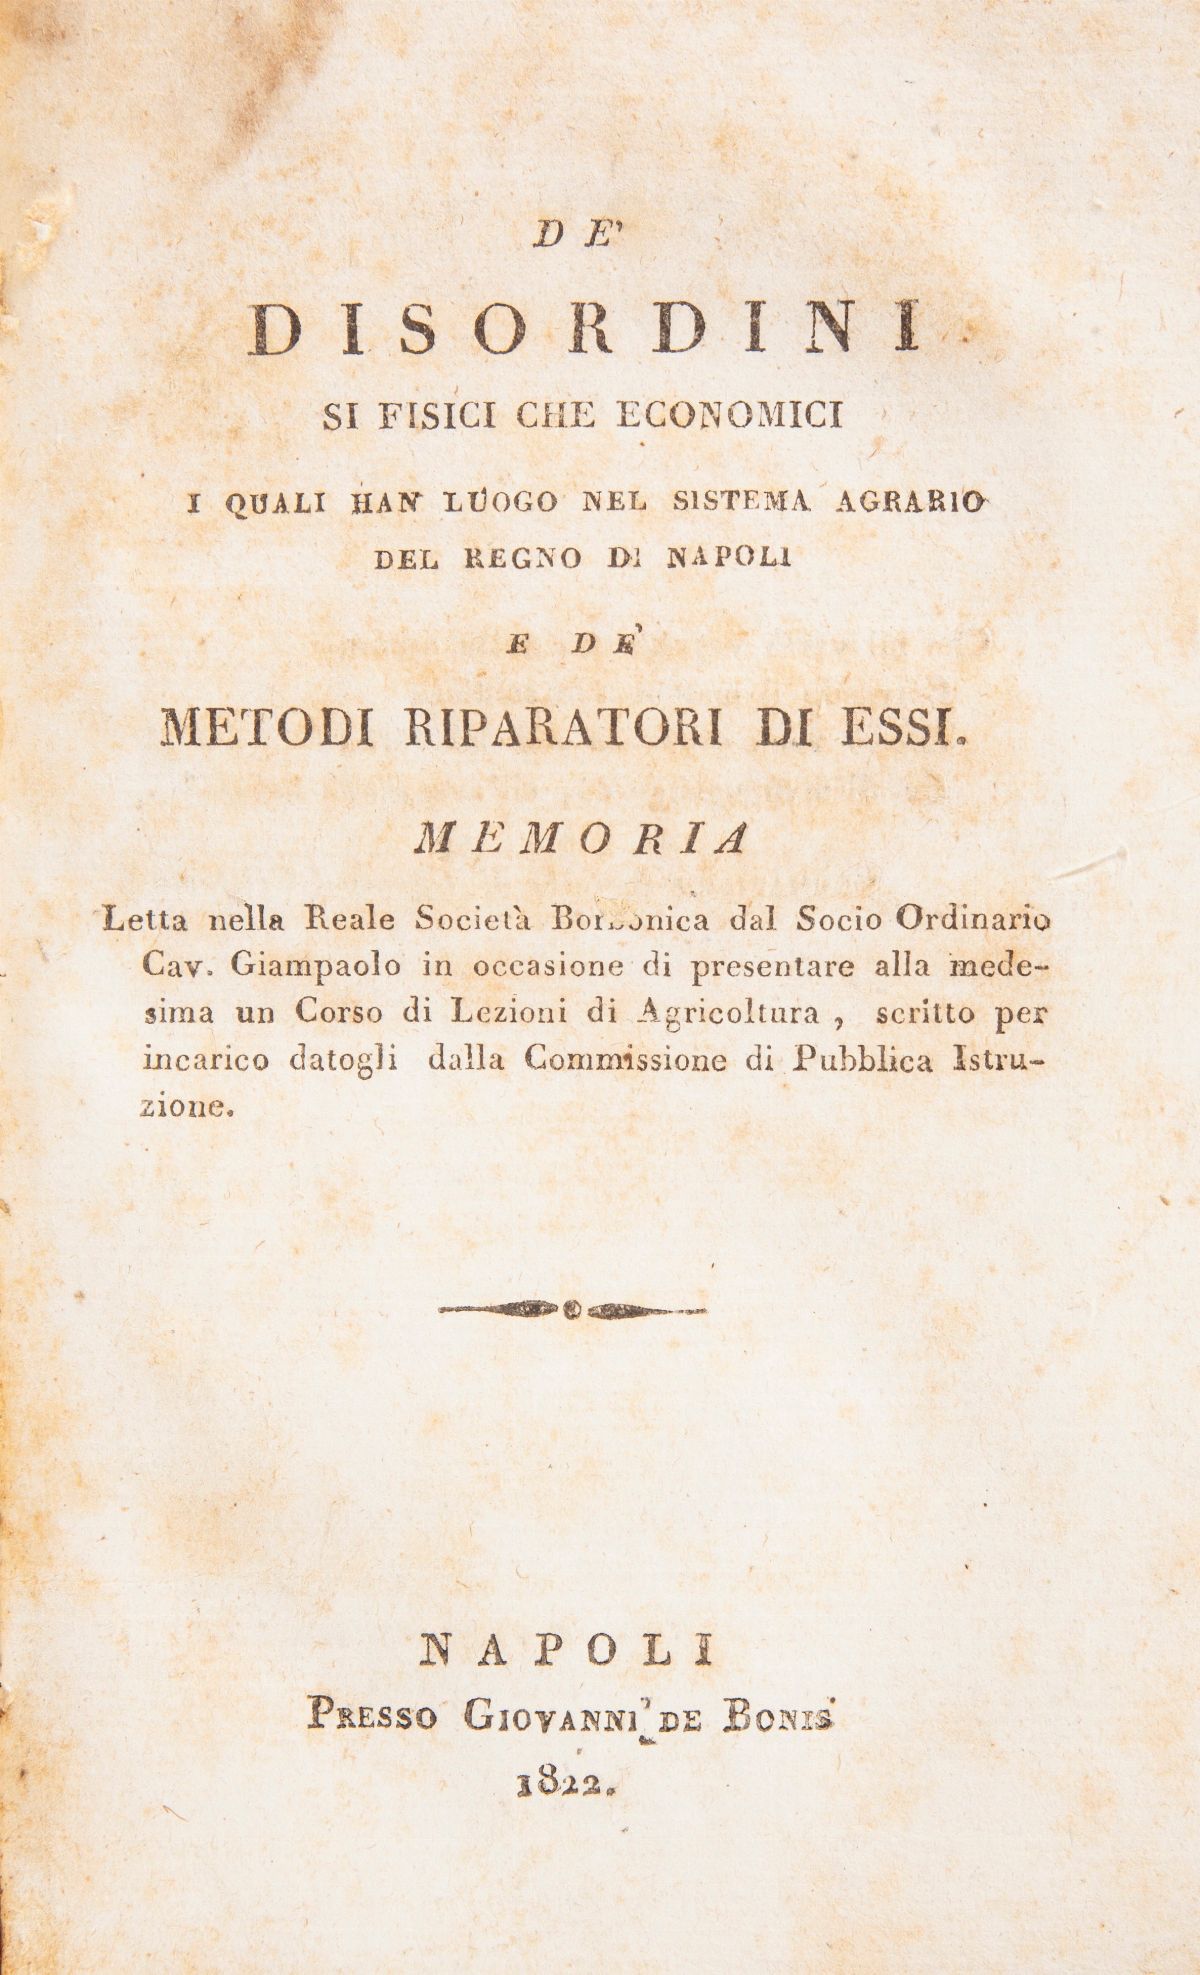 DE'
DISORDINI
SI FISICI CHE ECONOMICI
I QUALI HAN LUOGO NEL SISTEMA AGRARIO
DEL REGNO DI NAPOLI
E DE'
METODI RIPARATORI DI ESSI.
MEMORIA
Letta nella Reale Società Borbonica dal Socio Ordinario
Cav. Giampaolo in occasione di presentare alla mede-
sima un Corso di Lezioni di Agricoltura , scritto per
incarico datogli dalla Commissione di Pubblica Istru-
zione.
NAPOLI
PRESSO GIOVANNI DE BONIS
1822.